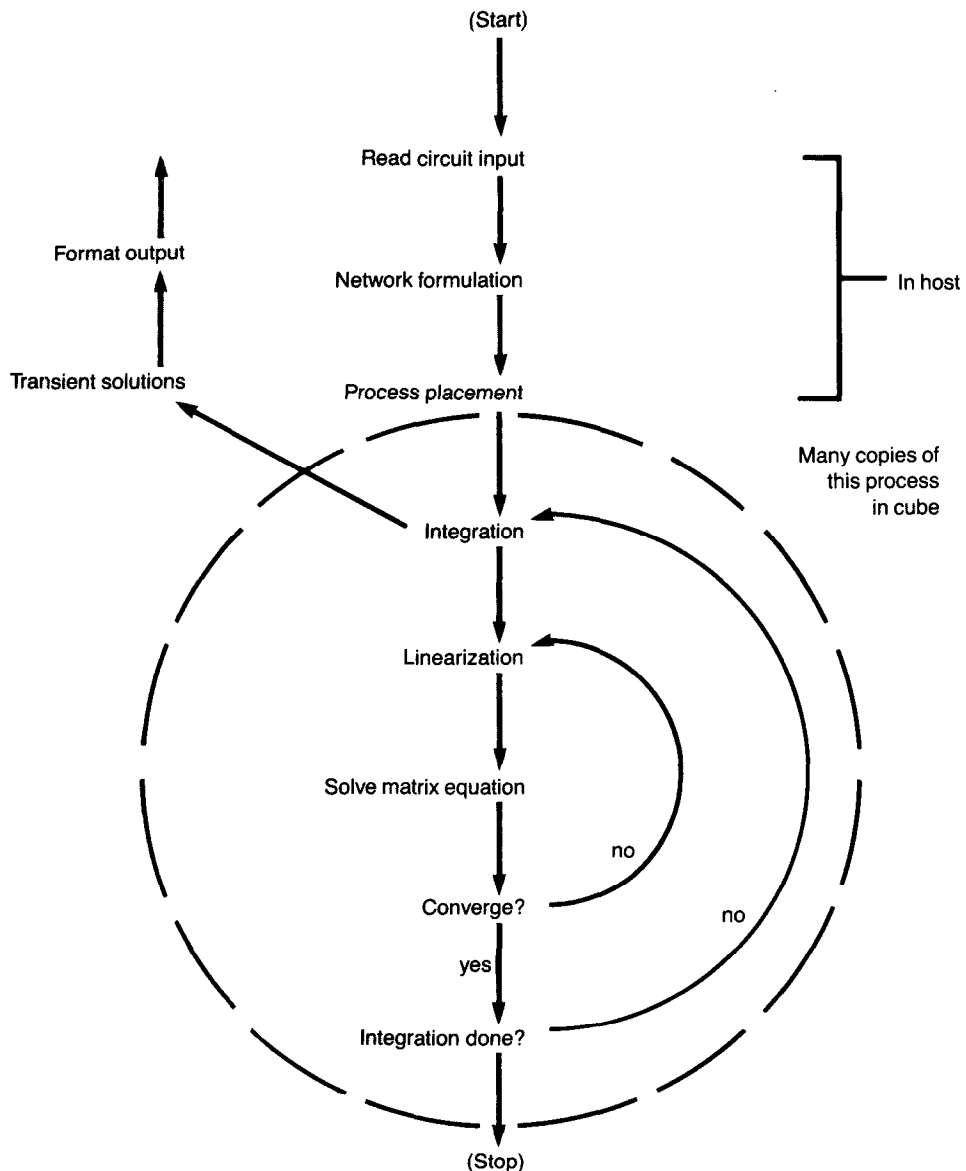 (Start)
Read circuit input
Format output
Network formulation
In host
Transient solutions
Process placement
Many copies of
this process
in cube
Integration
Linearization
Solve matrix equation
no
Converge?
no
yes
Integration done?
(Stop)